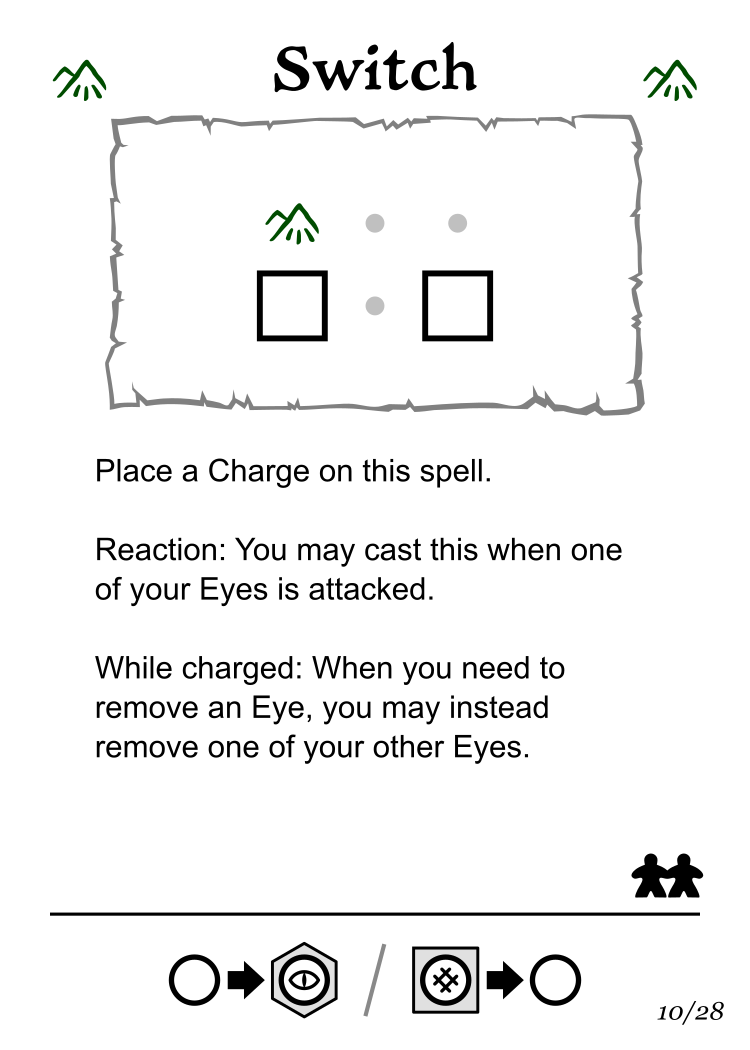 Switch
Place a Charge on this spell.
Reaction: You may cast this when one
of your Eyes is attacked.
While charged: When you need to
remove an Eye, you may instead
remove one of your other Eyes.
10/28